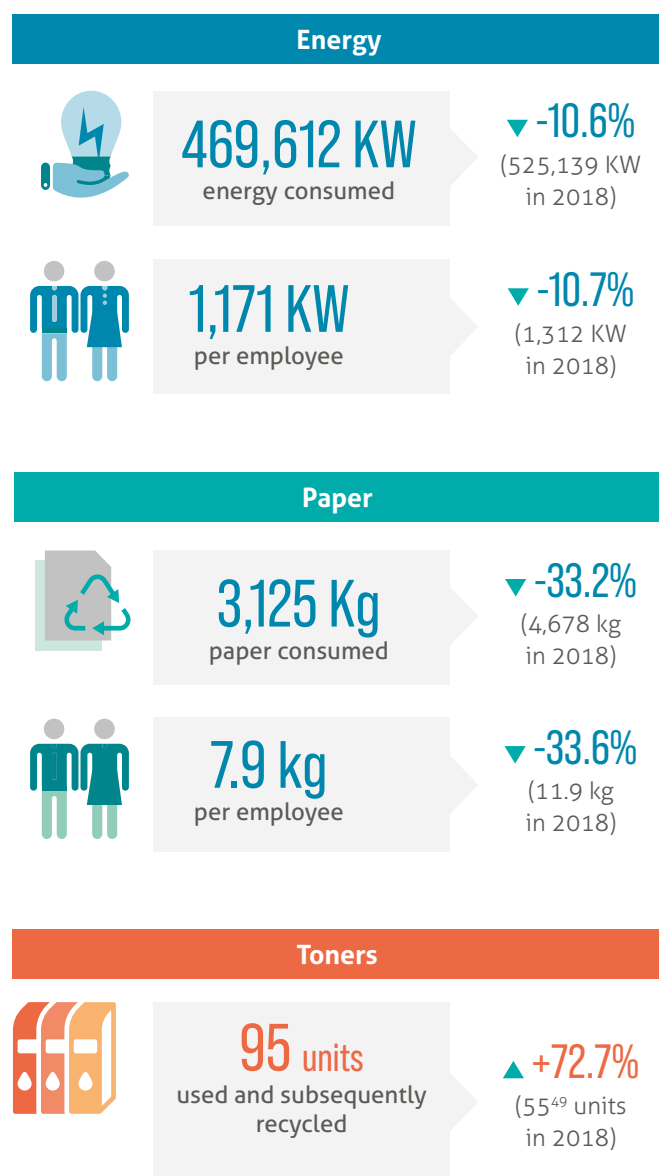 Energy
469,612 KW
energy consumed
-10.6%
(525,139 KW
in 2018)
1,171 KW
per employee
-10.7%
(1,312 KW
in 2018)
Paper
3,125 Kg
paper consumed
-33.2%
(4,678 kg
in 2018)
7.9 kg
per employee
-33.6%
(11.9 kg
in 2018)
Toners
95 units
used and subsequently
recycled
+72.7%
(55⁴⁹ units
in 2018)